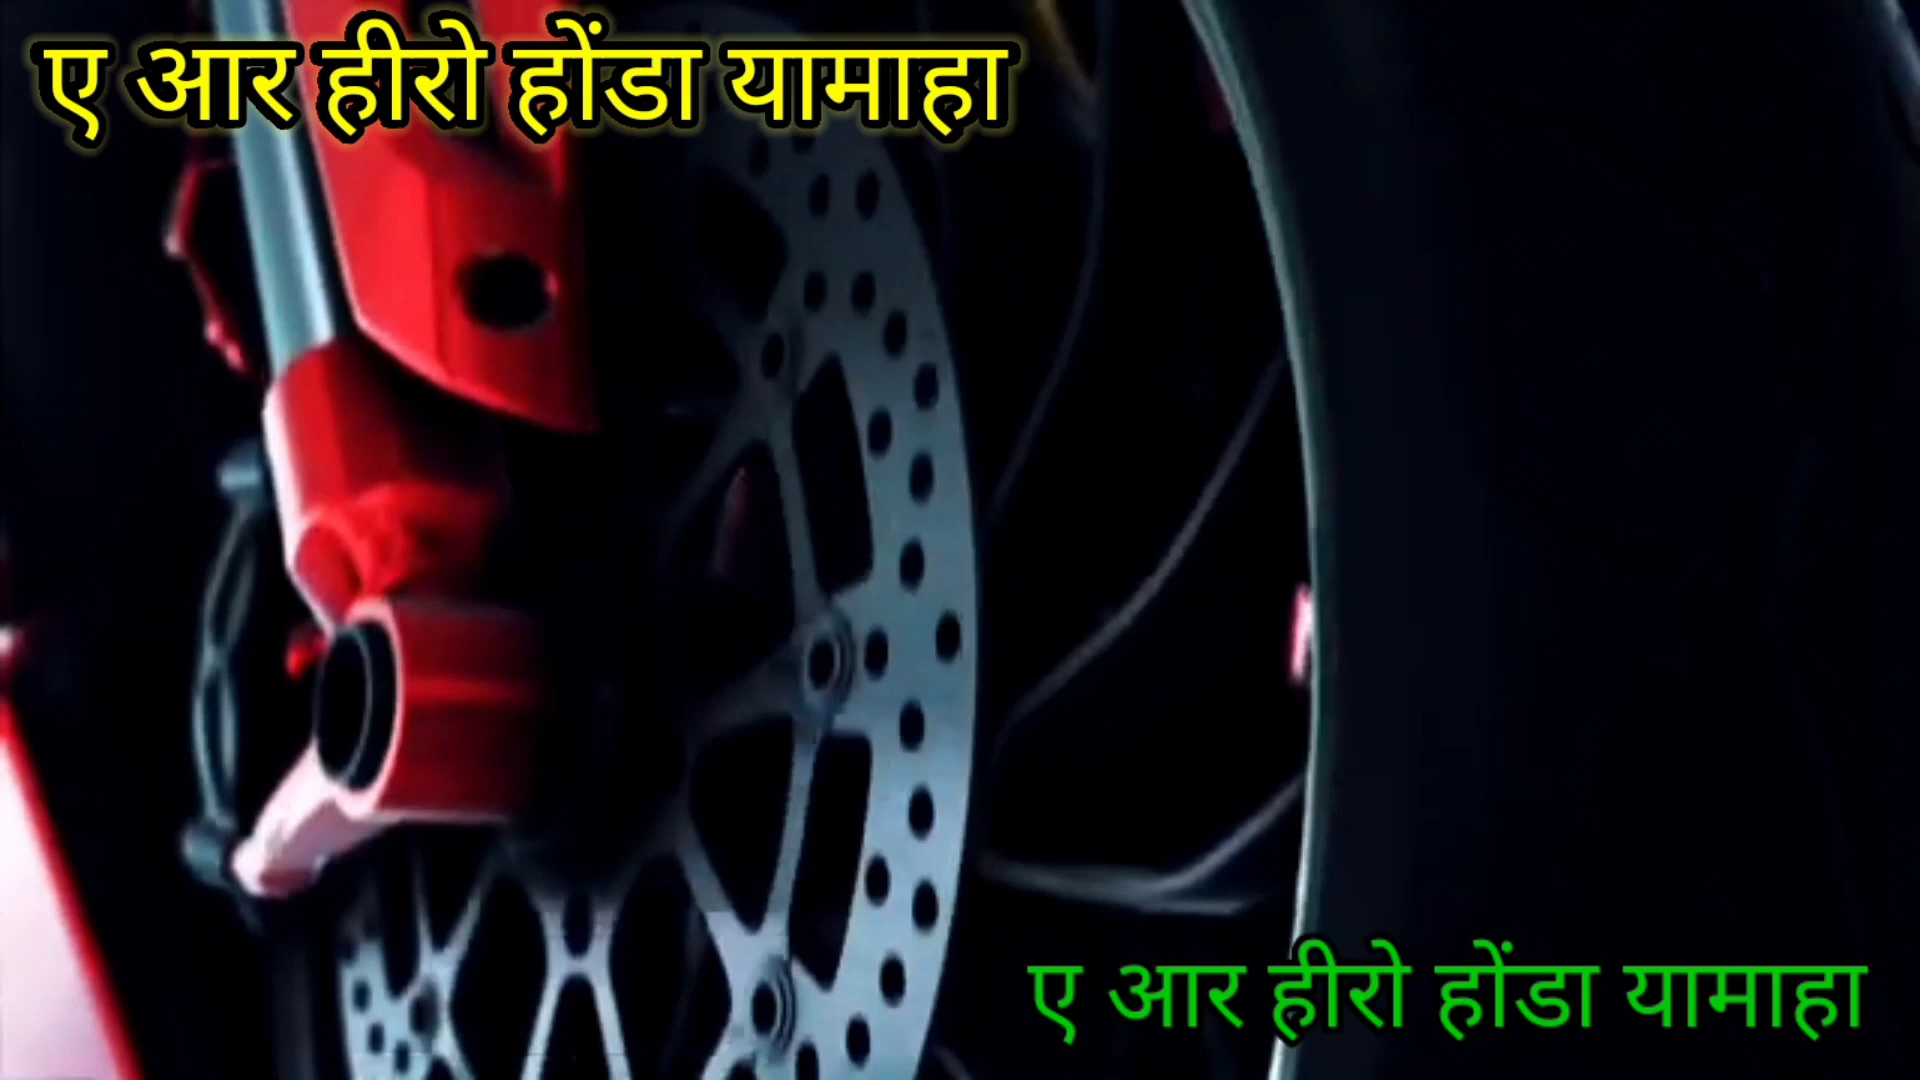 ए आर हीरो होंडा यामाहा
ए आर हीरो होंडा यामाहा